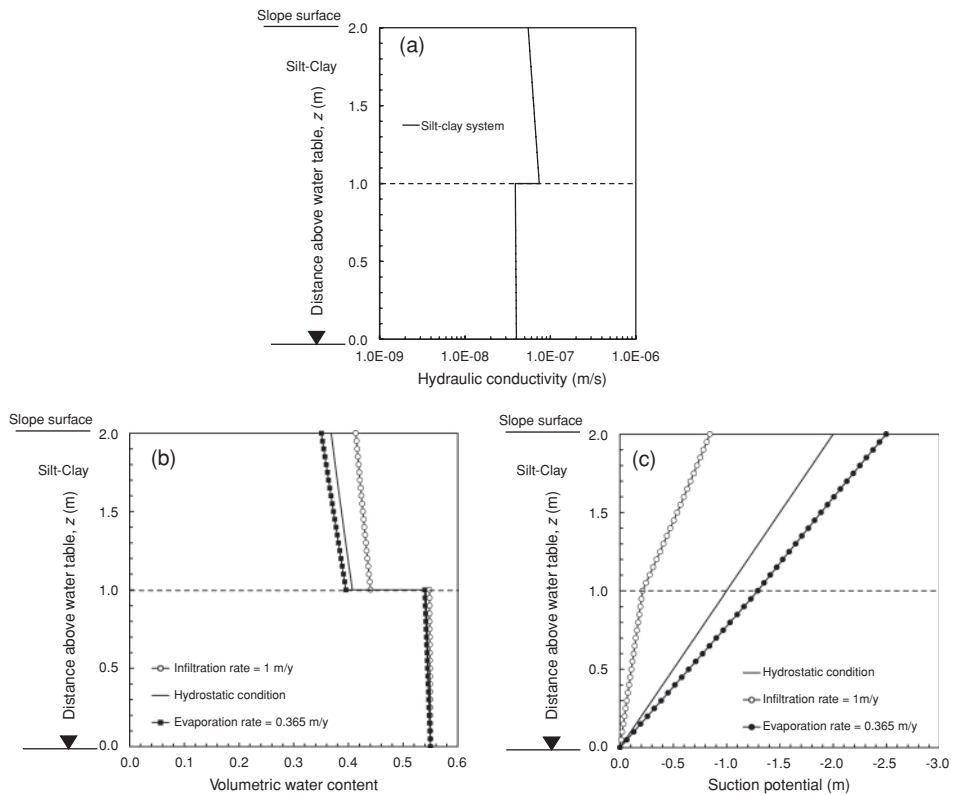 Slope surface
2.0
(a)
Silt-Clay
1.5
Silt-clay system
1.0
0.5
0.0
Distance above water table, z (m)
1.0E-09 1.0E-08 1.0E-07 1.0E-06
Hydraulic conductivity (m/s)
Slope surface
2.0
(b)
Silt-Clay
1.5
1.0
Infiltration rate = 1 m/y
0.5
Hydrostatic condition
Evaporation rate = 0.365 m/y
0.0
Distance above water table, z (m)
0.0 0.1 0.2 0.3 0.4 0.5 0.6
Volumetric water content
Slope surface
2.0
(c)
Silt-Clay
1.5
1.0
Hydrostatic condition
0.5
Infiltration rate = 1m/y
Evaporation rate = 0.365 m/y
0.0
Distance above water table, z (m)
0.0 -0.5 -1.0 -1.5 -2.0 -2.5 -3.0
Suction potential (m)